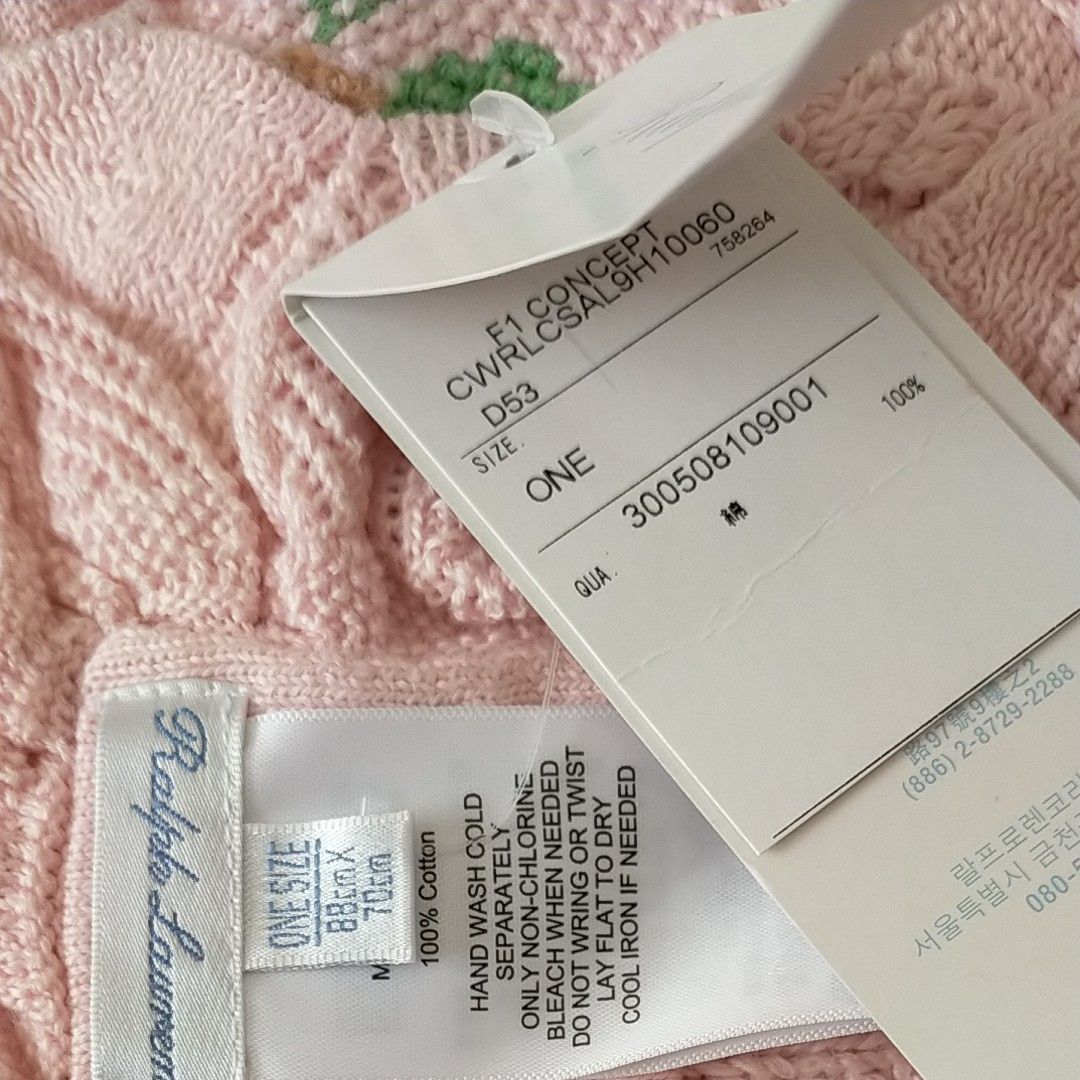 F1 CONCEPT
CWRLCSAL9H10060
758264
D53
SIZE.
ONE
300508109001
100%
綿
QUA.
路97號9樓之2
(886) 2-8729-2288
랄프로렌코리
서울특별시 금천
080-
Ralph Lauren
ONE SIZE
88cm X
70cm
M
100% Cotton
HAND WASH COLD
SEPARATELY
ONLY NON-CHLORINE
BLEACH WHEN NEEDED
DO NOT WRING OR TWIST
LAY FLAT TO DRY
COOL IRON IF NEEDED